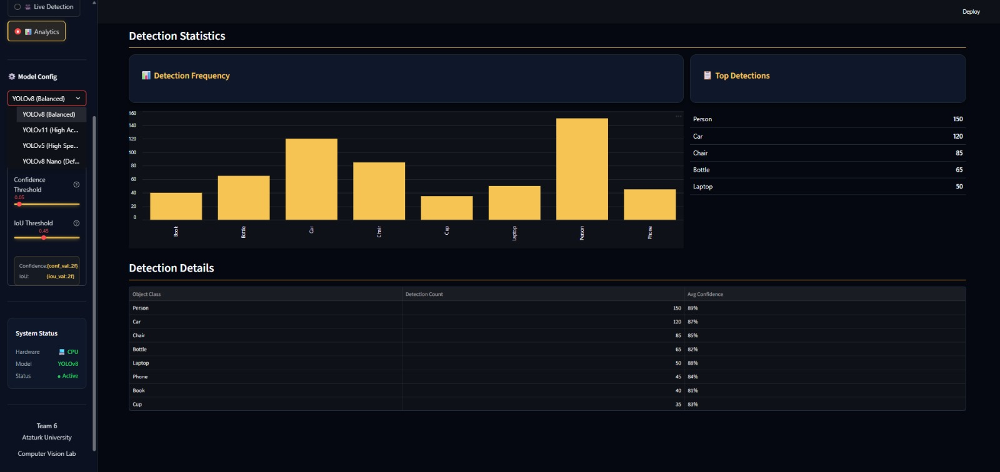 Live Detection
Analytics
Model Config
YOLOv8 (Balanced)
YOLOv8 (Balanced)
YOLOv11 (High Ac...
YOLOv5 (High Spe...
YOLOv8 Nano (Def...
Confidence
Threshold
0.05
IoU Threshold
0.45
Confidence:{conf_val:.2f}
IoU: {iou_val:.2f}
System Status
Hardware CPU
Model YOLOv8
Status Active
Team 6
Ataturk University
Computer Vision Lab
Deploy
Detection Statistics
Detection Frequency
Top Detections
160
140
120
100
80
60
40
20
0
Book
Bottle
Car
Chair
Cup
Laptop
Person
Phone
Person 150
Car 120
Chair 85
Bottle 65
Laptop 50
Detection Details
Object Class Detection Count Avg Confidence
Person 150 89%
Car 120 87%
Chair 85 85%
Bottle 65 82%
Laptop 50 88%
Phone 45 84%
Book 40 81%
Cup 35 83%